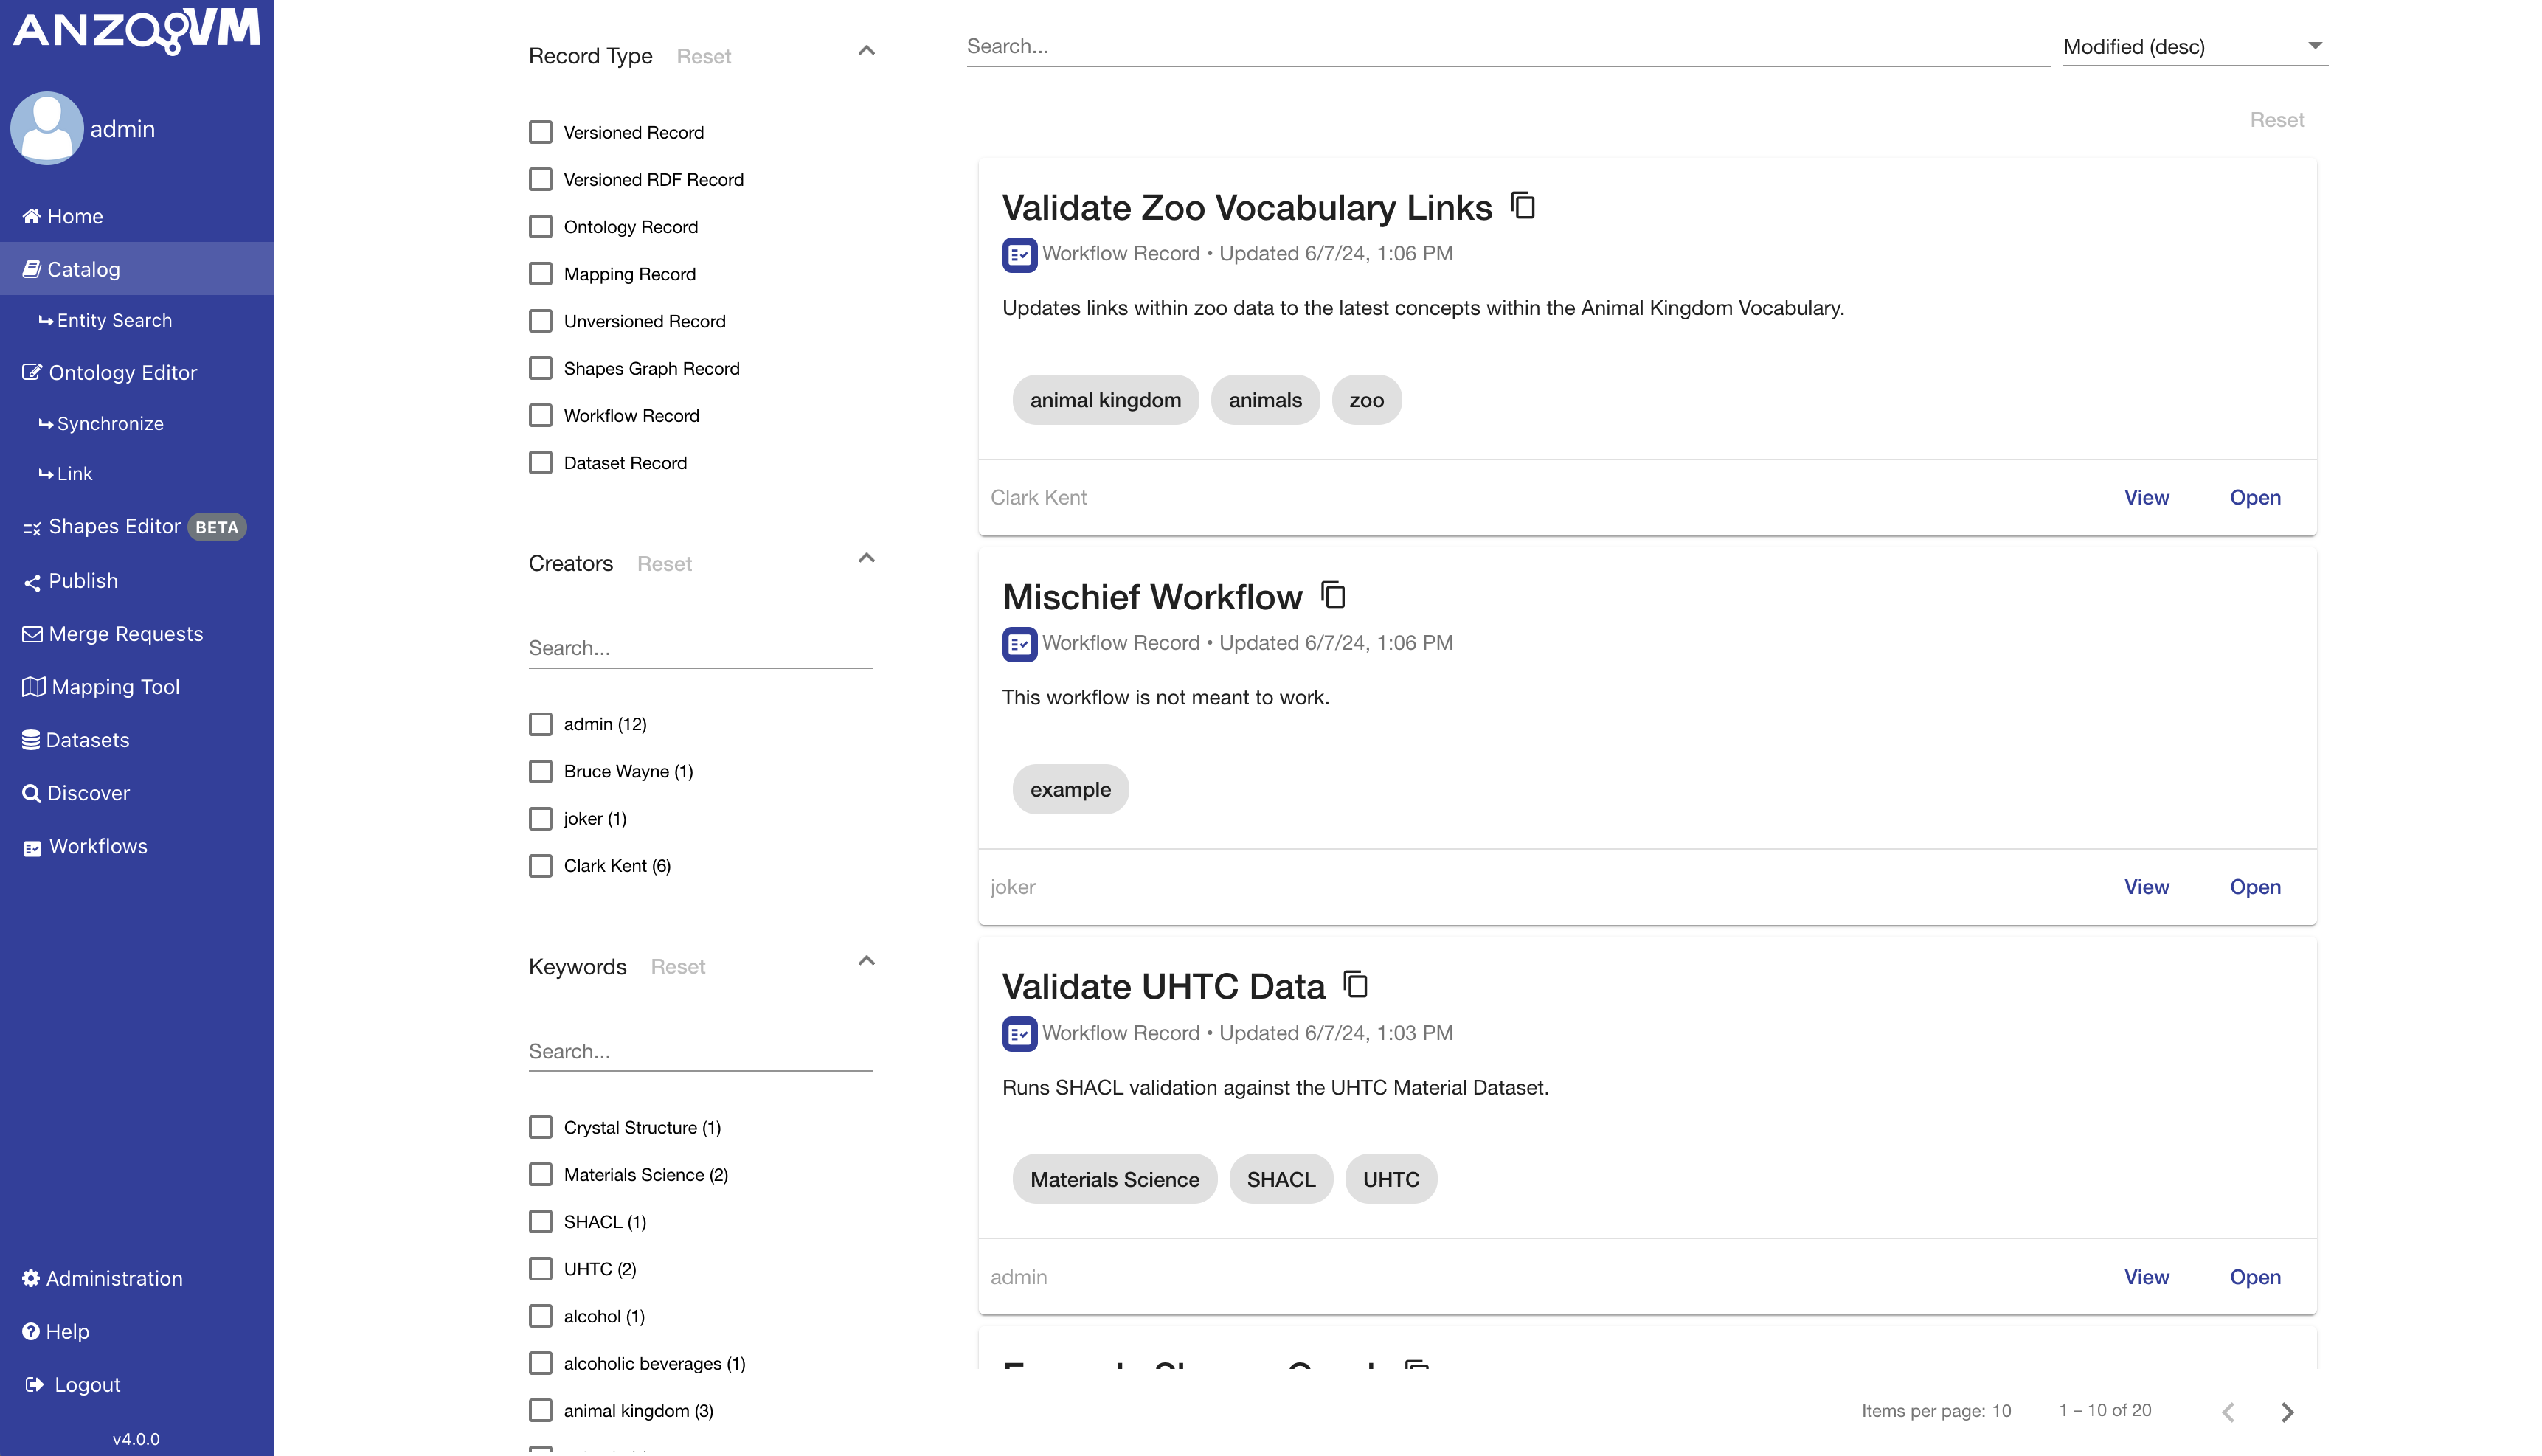 ANZO VM
admin
Home
Catalog
Entity Search
Ontology Editor
Synchronize
Link
Shapes Editor BETA
Publish
Merge Requests
Mapping Tool
Datasets
Discover
Workflows
Administration
Help
Logout
v4.0.0
Record Type Reset
Versioned Record
Versioned RDF Record
Ontology Record
Mapping Record
Unversioned Record
Shapes Graph Record
Workflow Record
Dataset Record
Creators Reset
Search...
admin (12)
Bruce Wayne (1)
joker (1)
Clark Kent (6)
Keywords Reset
Search...
Crystal Structure (1)
Materials Science (2)
SHACL (1)
UHTC (2)
alcohol (1)
alcoholic beverages (1)
animal kingdom (3)
Search... Modified (desc)
Reset
Validate Zoo Vocabulary Links
Workflow Record • Updated 6/7/24, 1:06 PM
Updates links within zoo data to the latest concepts within the Animal Kingdom Vocabulary.
animal kingdom animals zoo
Clark Kent View Open
Mischief Workflow
Workflow Record • Updated 6/7/24, 1:06 PM
This workflow is not meant to work.
example
joker View Open
Validate UHTC Data
Workflow Record • Updated 6/7/24, 1:03 PM
Runs SHACL validation against the UHTC Material Dataset.
Materials Science SHACL UHTC
admin View Open
Items per page: 10 1 – 10 of 20